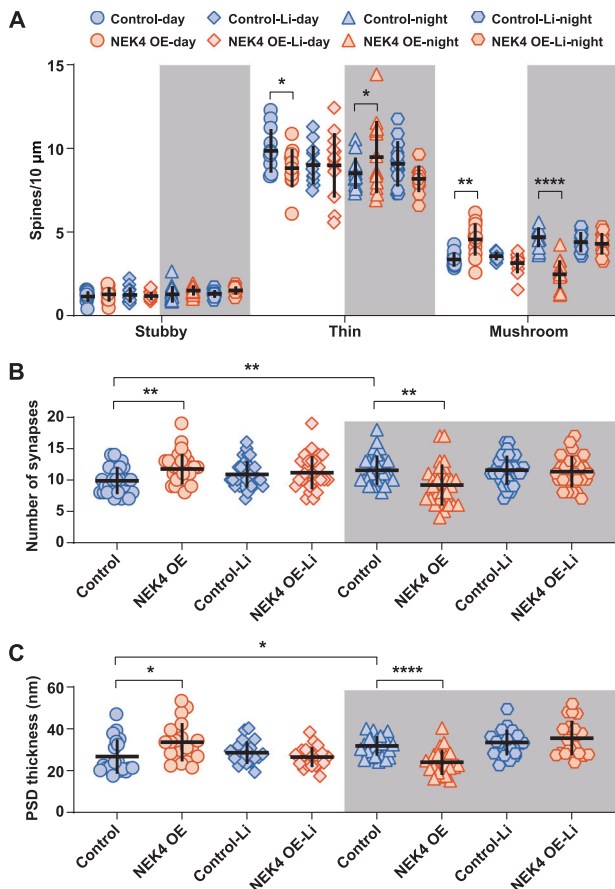 A
Control-day Control-Li-day Control-night Control-Li-night
NEK4 OE-day NEK4 OE-Li-day NEK4 OE-night NEK4 OE-Li-night
Spines/10 µm
15
10
5
0
* * ** ****
Stubby Thin Mushroom
B
Number of synapses
20
15
10
5
0
**
** **
Control NEK4 OE Control-Li NEK4 OE-Li Control NEK4 OE Control-Li NEK4 OE-Li
C
PSD thickness (nm)
60
40
20
0
*
* ****
Control NEK4 OE Control-Li NEK4 OE-Li Control NEK4 OE Control-Li NEK4 OE-Li